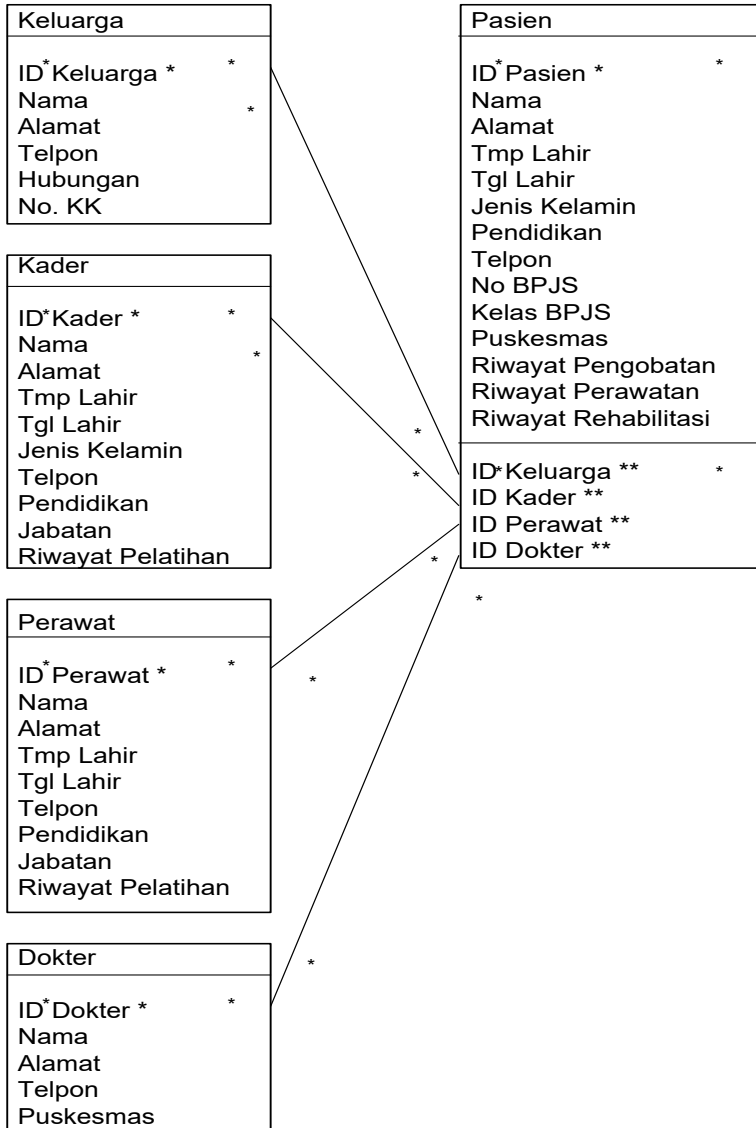 Keluarga
ID*Keluarga * *
Nama
*
Alamat
Telpon
Hubungan
No. KK
Kader
ID*Kader * *
Nama
*
Alamat
Tmp Lahir
Tgl Lahir
Jenis Kelamin
Telpon
Pendidikan
Jabatan
Riwayat Pelatihan
Perawat
ID*Perawat * *
Nama
Alamat
Tmp Lahir
Tgl Lahir
Telpon
Pendidikan
Jabatan
Riwayat Pelatihan
Dokter
ID*Dokter * *
Nama
Alamat
Telpon
Puskesmas
*
*
*
*
*
Pasien
ID*Pasien * *
Nama
Alamat
Tmp Lahir
Tgl Lahir
Jenis Kelamin
Pendidikan
Telpon
No BPJS
Kelas BPJS
Puskesmas
Riwayat Pengobatan
Riwayat Perawatan
Riwayat Rehabilitasi
ID*Keluarga ** *
ID Kader **
ID Perawat **
ID Dokter **
*